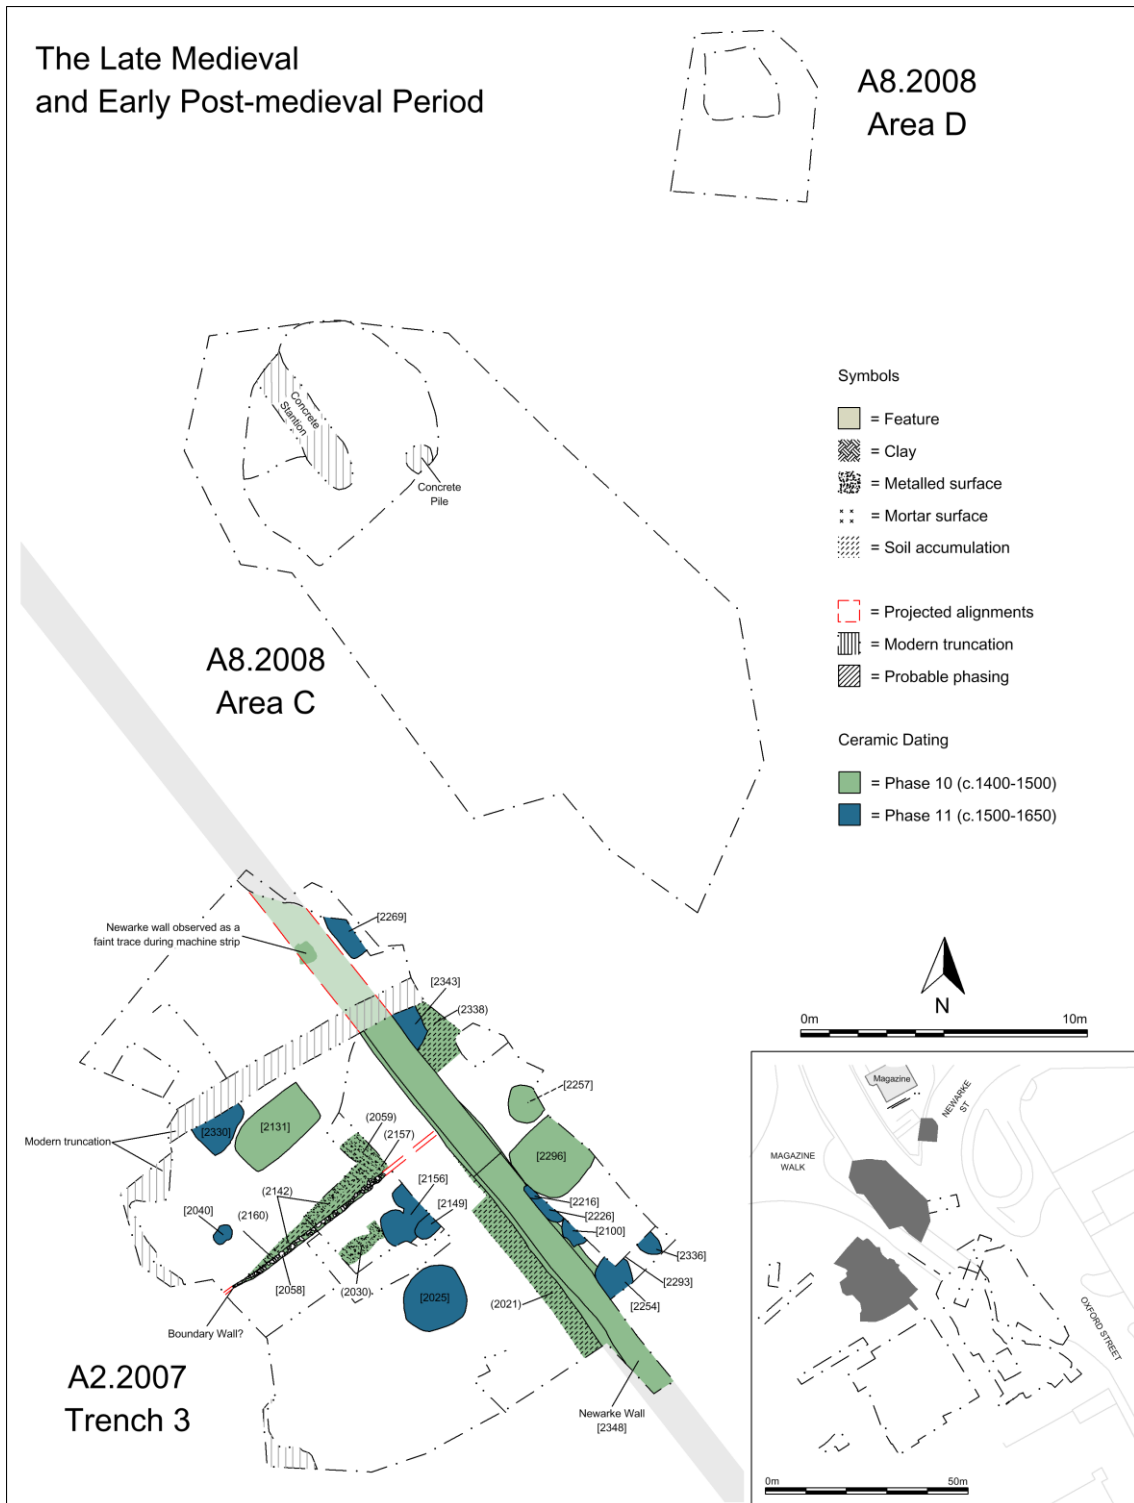 The Late Medieval
and Early Post-medieval Period
A8.2008
Area D
Concrete
Stantion
Concrete
Pile
Symbols
= Feature
= Clay
= Metalled surface
= Mortar surface
= Soil accumulation
= Projected alignments
= Modern truncation
= Probable phasing
Ceramic Dating
= Phase 10 (c.1400-1500)
= Phase 11 (c.1500-1650)
A8.2008
Area C
Newarke wall observed as a
faint trace during machine strip
[2269]
[2343]
(2338)
[2257]
[2330]
[2131]
(2059)
(2157)
Modern truncation
[2296]
(2142)
[2156]
[2149]
[2216]
[2226]
[2100]
[2040]
(2160)
[2336]
[2058]
(2030)
[2025]
(2021)
[2293]
[2254]
Boundary Wall?
A2.2007
Trench 3
Newarke Wall
[2348]
N
0m
10m
Magazine
NEWARKE
ST
MAGAZINE
WALK
OXFORD STREET
0m
50m